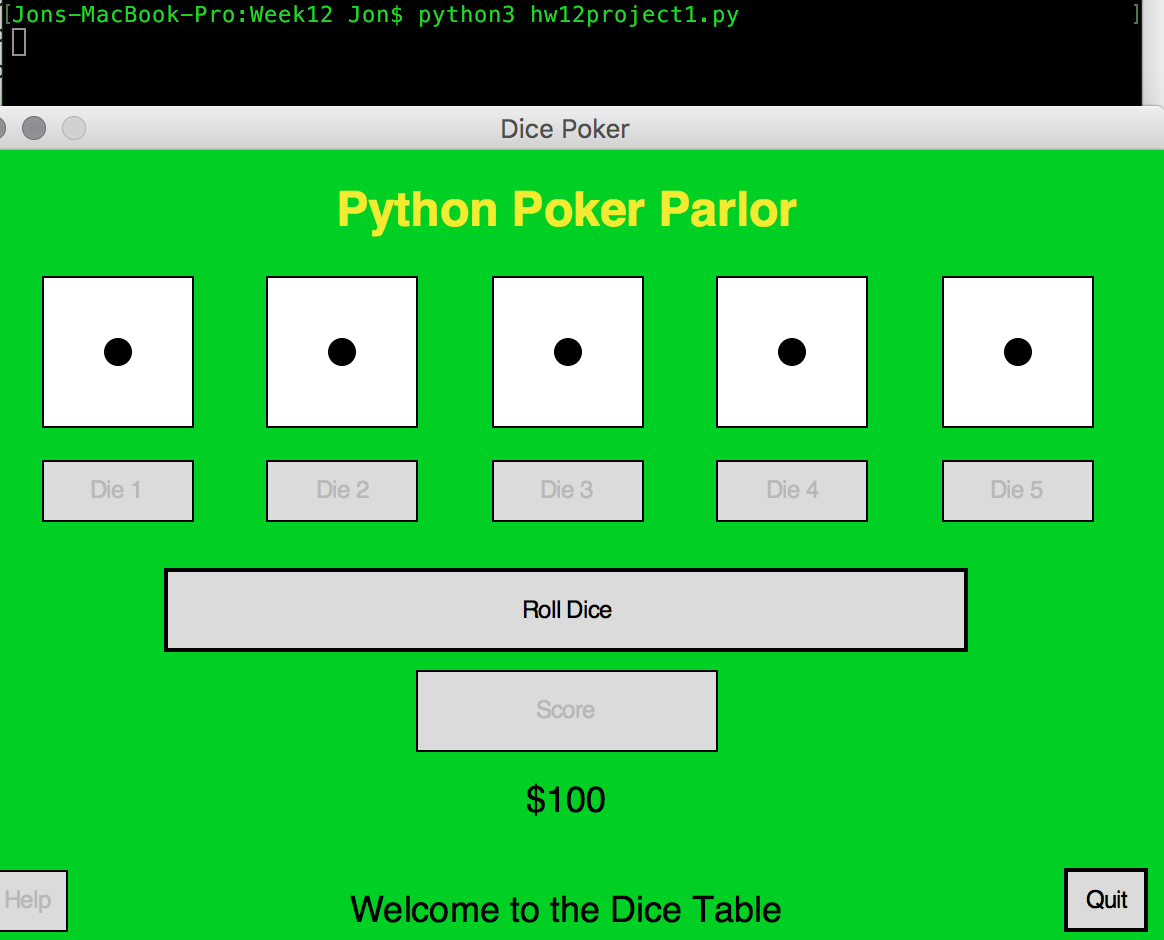 [Jons-MacBook-Pro:Week12 Jon$ python3 hw12project1.py ]
Dice Poker
Python Poker Parlor
Die 1 Die 2 Die 3 Die 4 Die 5
Roll Dice
Score
$100
Help Welcome to the Dice Table Quit